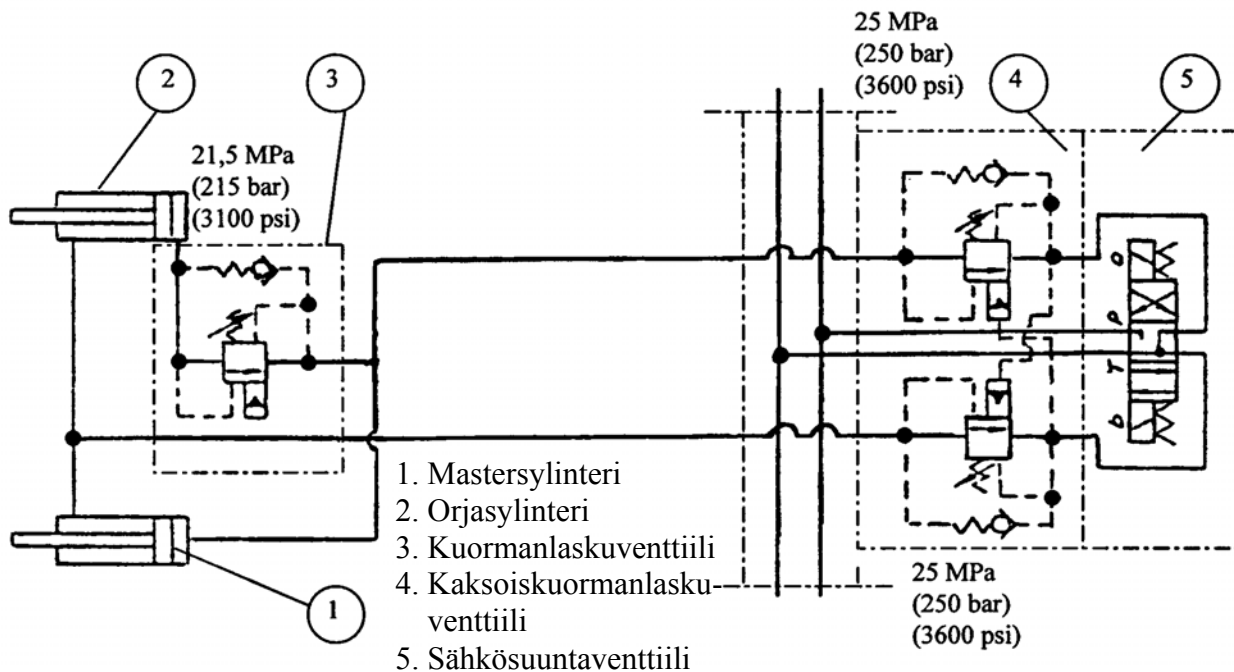 25 MPa
(250 bar)
(3600 psi)
2
3
4
5
21,5 MPa
(215 bar)
(3100 psi)
a
P
T
b
1. Mastersylinteri
2. Orjasylinteri
3. Kuormanlaskuventtiili
4. Kaksoiskuormanlasku-
venttiili
5. Sähkösuuntaventtiili
25 MPa
(250 bar)
(3600 psi)
1